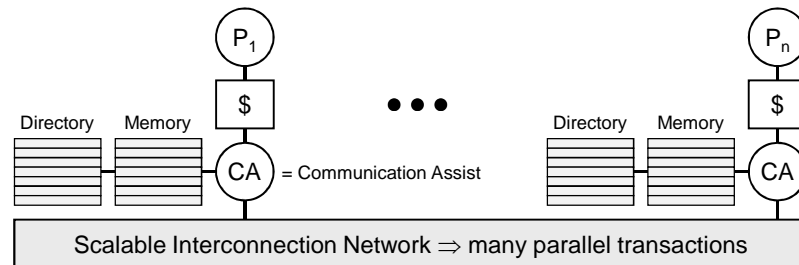 P1
Pn
$
$
Directory
Memory
Directory
Memory
CA
= Communication Assist
CA
Scalable Interconnection Network ⇒ many parallel transactions